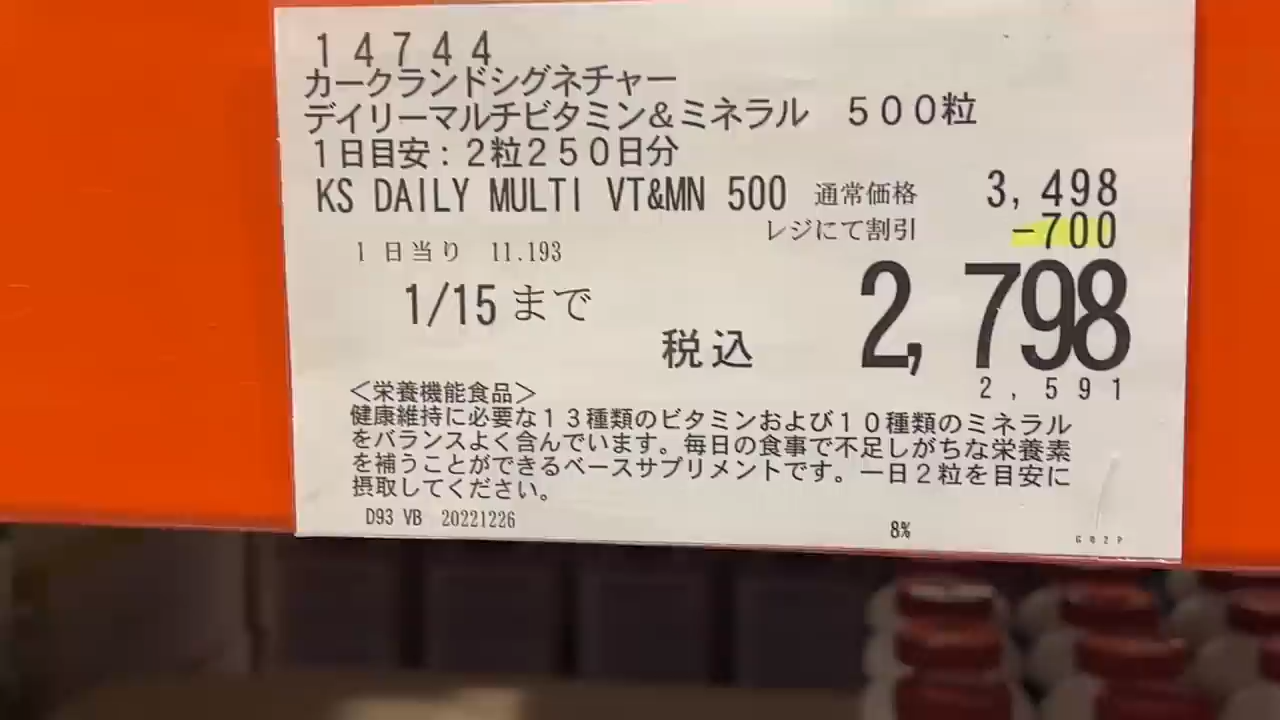 14744
カークランドシグネチャー
デイリーマルチビタミン&ミネラル 500粒
1日目安:2粒250日分
KS DAILY MULTI VT&MN 500 通常価格 3,498
レジにて割引 -700
1日当り 11.193
2,798
1/15まで
税込
2,591
<栄養機能食品>
健康維持に必要な13種類のビタミンおよび10種類のミネラル
をバランスよく含んでいます。毎日の食事で不足しがちな栄養素
を補うことができるベースサプリメントです。一日2粒を目安に
摂取してください。
D93 VB 20221226
8%
G02P